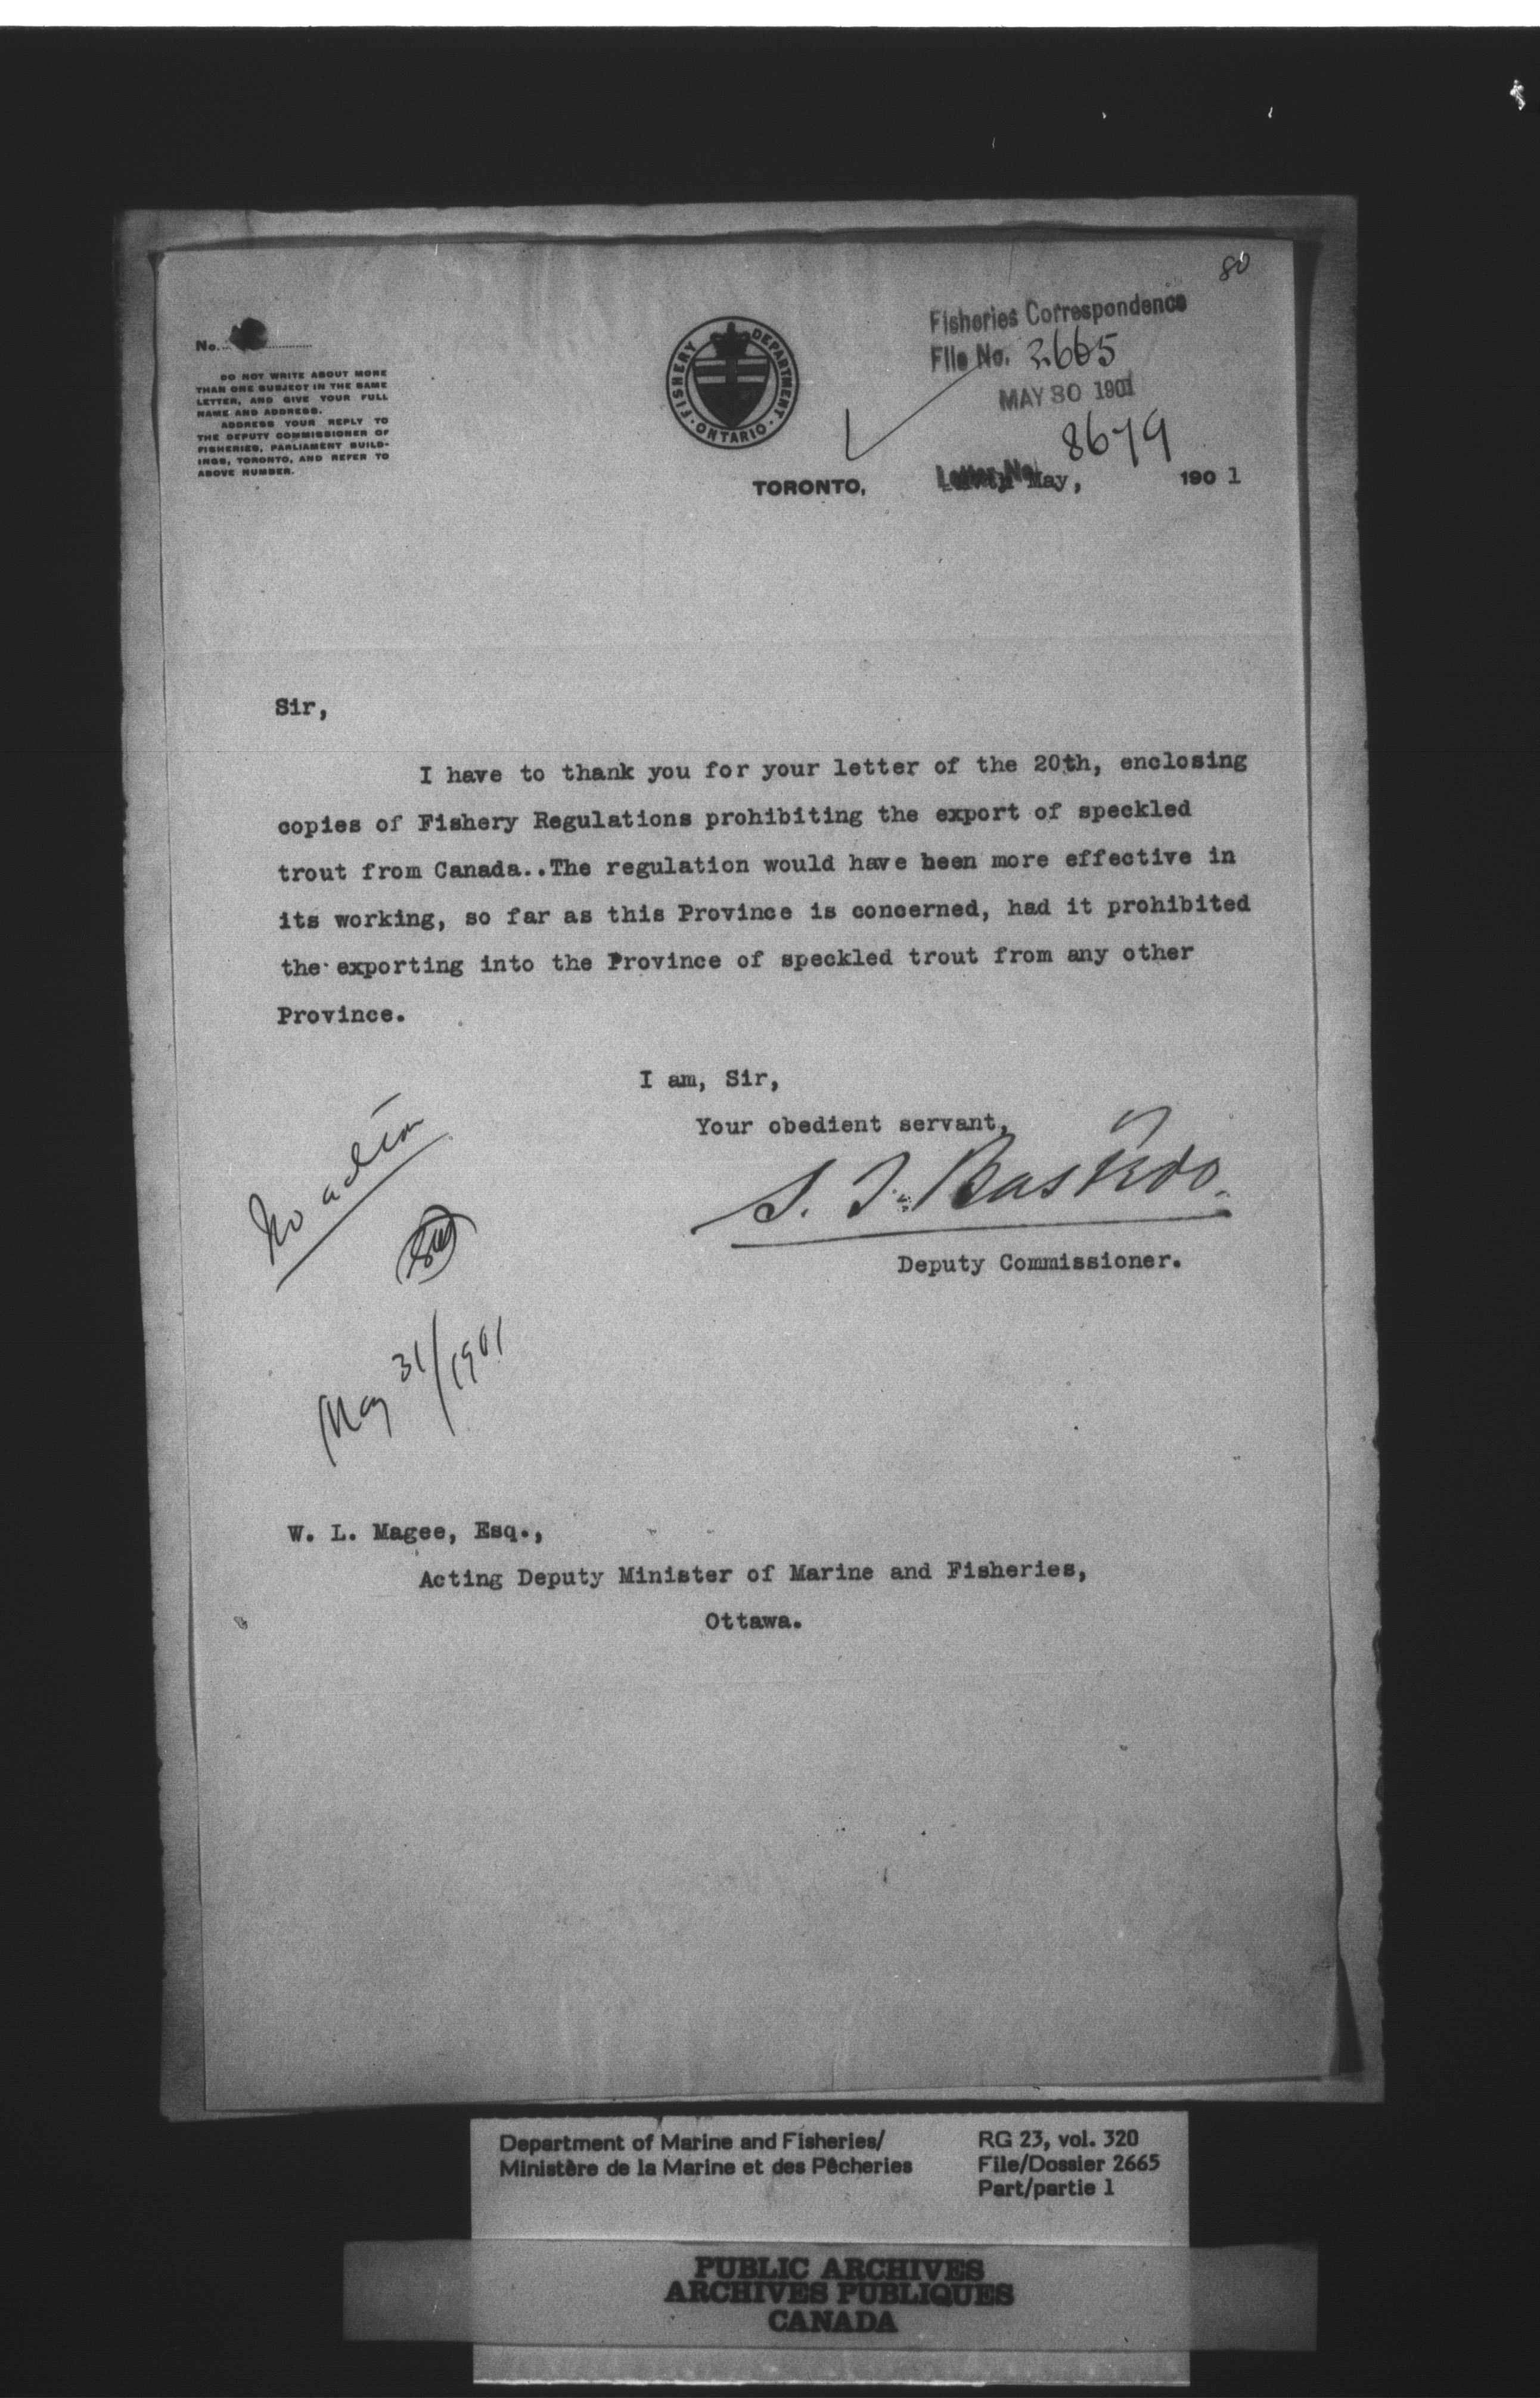 80
No.
DO NOT WRITE ABOUT MORE
THAN ONE SUBJECT IN THE SAME
LETTER, AND GIVE YOUR FULL
NAME AND ADDRESS.
ADDRESS YOUR REPLY TO
THE DEPUTY COMMISSIONER OF
FISHERIES, PARLIAMENT BUILD-
INGS, TORONTO, AND REFER TO
ABOVE NUMBER.
FISHERY DEPARTMENT
ONTARIO
Fisheries Correspondence
File No. 2665
MAY 30 1901
8679
Letter No.
TORONTO, May, 1901
Sir,
I have to thank you for your letter of the 20th, enclosing
copies of Fishery Regulations prohibiting the export of speckled
trout from Canada..The regulation would have been more effective in
its working, so far as this Province is concerned, had it prohibited
the exporting into the Province of speckled trout from any other
Province.
I am, Sir,
Your obedient servant,
S. T. Bastedo.
Deputy Commissioner.
No action
May 31/1901
W. L. Magee, Esq.,
Acting Deputy Minister of Marine and Fisheries,
Ottawa.
Department of Marine and Fisheries/
Ministère de la Marine et des Pêcheries
RG 23, vol. 320
File/Dossier 2665
Part/partie 1
PUBLIC ARCHIVES
ARCHIVES PUBLIQUES
CANADA